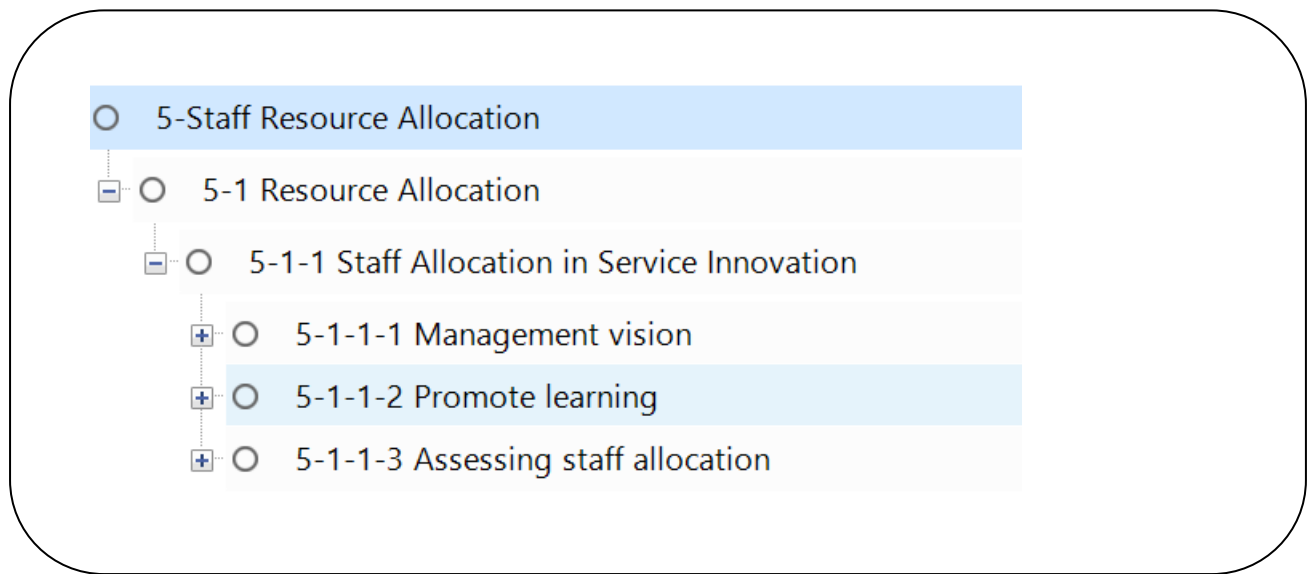 5-Staff Resource Allocation
5-1 Resource Allocation
5-1-1 Staff Allocation in Service Innovation
5-1-1-1 Management vision
5-1-1-2 Promote learning
5-1-1-3 Assessing staff allocation